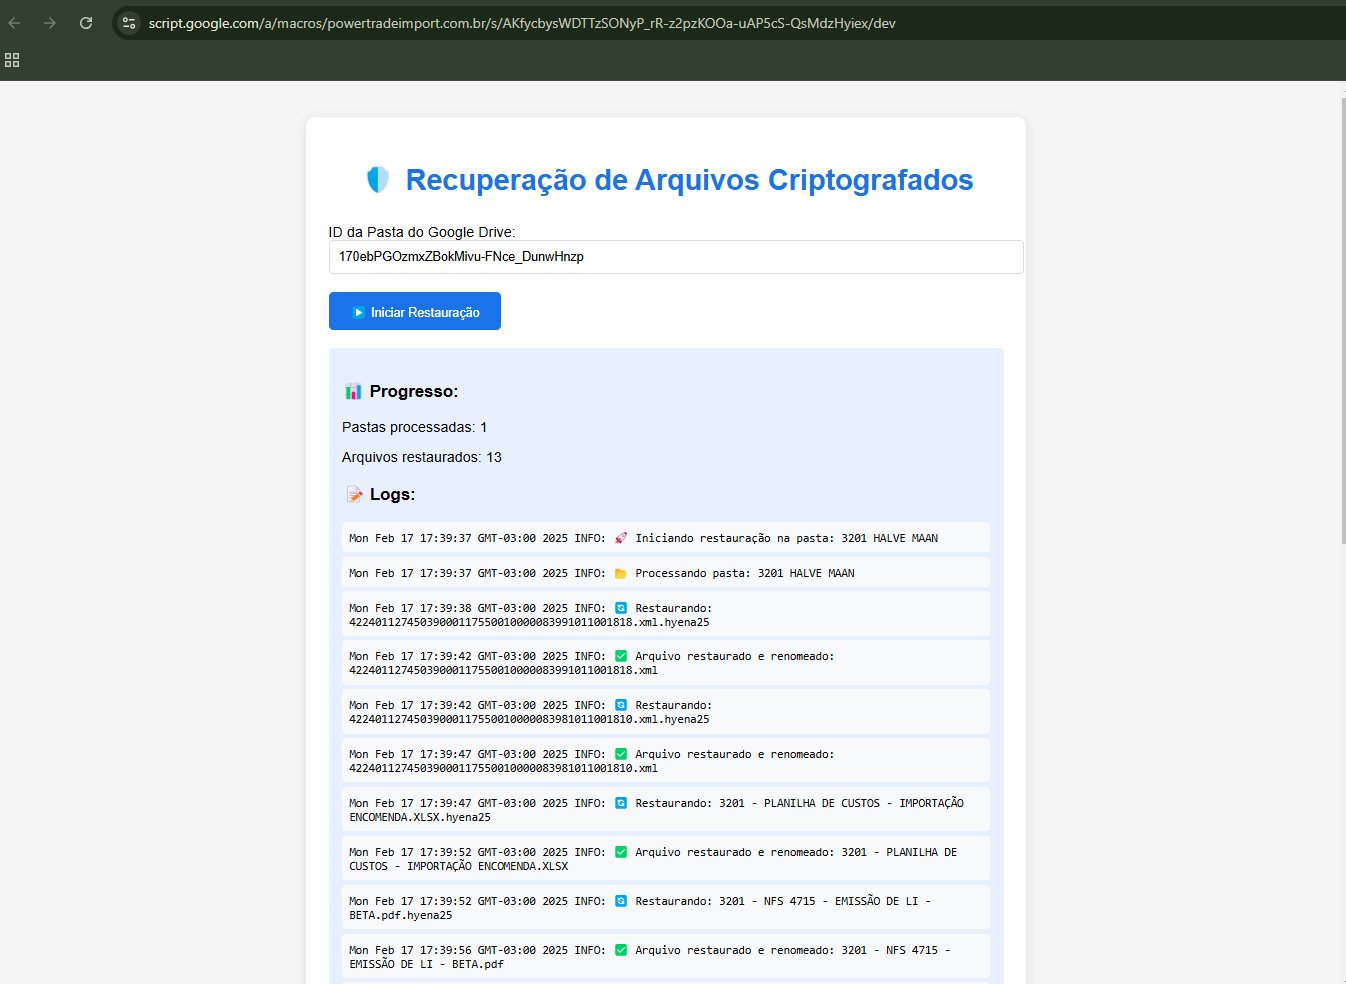 script.google.com/a/macros/powertradeimport.com.br/s/AKfycbysWDTTzSONyP_rR-z2pzKOOa-uAP5cS-QsMdzHyiex/dev
Recuperação de Arquivos Criptografados
ID da Pasta do Google Drive:
170ebPGOzmxZBokMivu-FNce_DunwHnzp
Iniciar Restauração
Progresso:
Pastas processadas: 1
Arquivos restaurados: 13
Logs:
Mon Feb 17 17:39:37 GMT-03:00 2025 INFO: 🚀 Iniciando restauração na pasta: 3201 HALVE MAAN
Mon Feb 17 17:39:37 GMT-03:00 2025 INFO: 📂 Processando pasta: 3201 HALVE MAAN
Mon Feb 17 17:39:38 GMT-03:00 2025 INFO: 🔄 Restaurando:
42240112745039000117550010000083991011001818.xml.hyena25
Mon Feb 17 17:39:42 GMT-03:00 2025 INFO: ✅ Arquivo restaurado e renomeado:
42240112745039000117550010000083991011001818.xml
Mon Feb 17 17:39:42 GMT-03:00 2025 INFO: 🔄 Restaurando:
42240112745039000117550010000083981011001810.xml.hyena25
Mon Feb 17 17:39:47 GMT-03:00 2025 INFO: ✅ Arquivo restaurado e renomeado:
42240112745039000117550010000083981011001810.xml
Mon Feb 17 17:39:47 GMT-03:00 2025 INFO: 🔄 Restaurando: 3201 - PLANILHA DE CUSTOS - IMPORTAÇÃO
ENCOMENDA.XLSX.hyena25
Mon Feb 17 17:39:52 GMT-03:00 2025 INFO: ✅ Arquivo restaurado e renomeado: 3201 - PLANILHA DE
CUSTOS - IMPORTAÇÃO ENCOMENDA.XLSX
Mon Feb 17 17:39:52 GMT-03:00 2025 INFO: 🔄 Restaurando: 3201 - NFS 4715 - EMISSÃO DE LI -
BETA.pdf.hyena25
Mon Feb 17 17:39:56 GMT-03:00 2025 INFO: ✅ Arquivo restaurado e renomeado: 3201 - NFS 4715 -
EMISSÃO DE LI - BETA.pdf